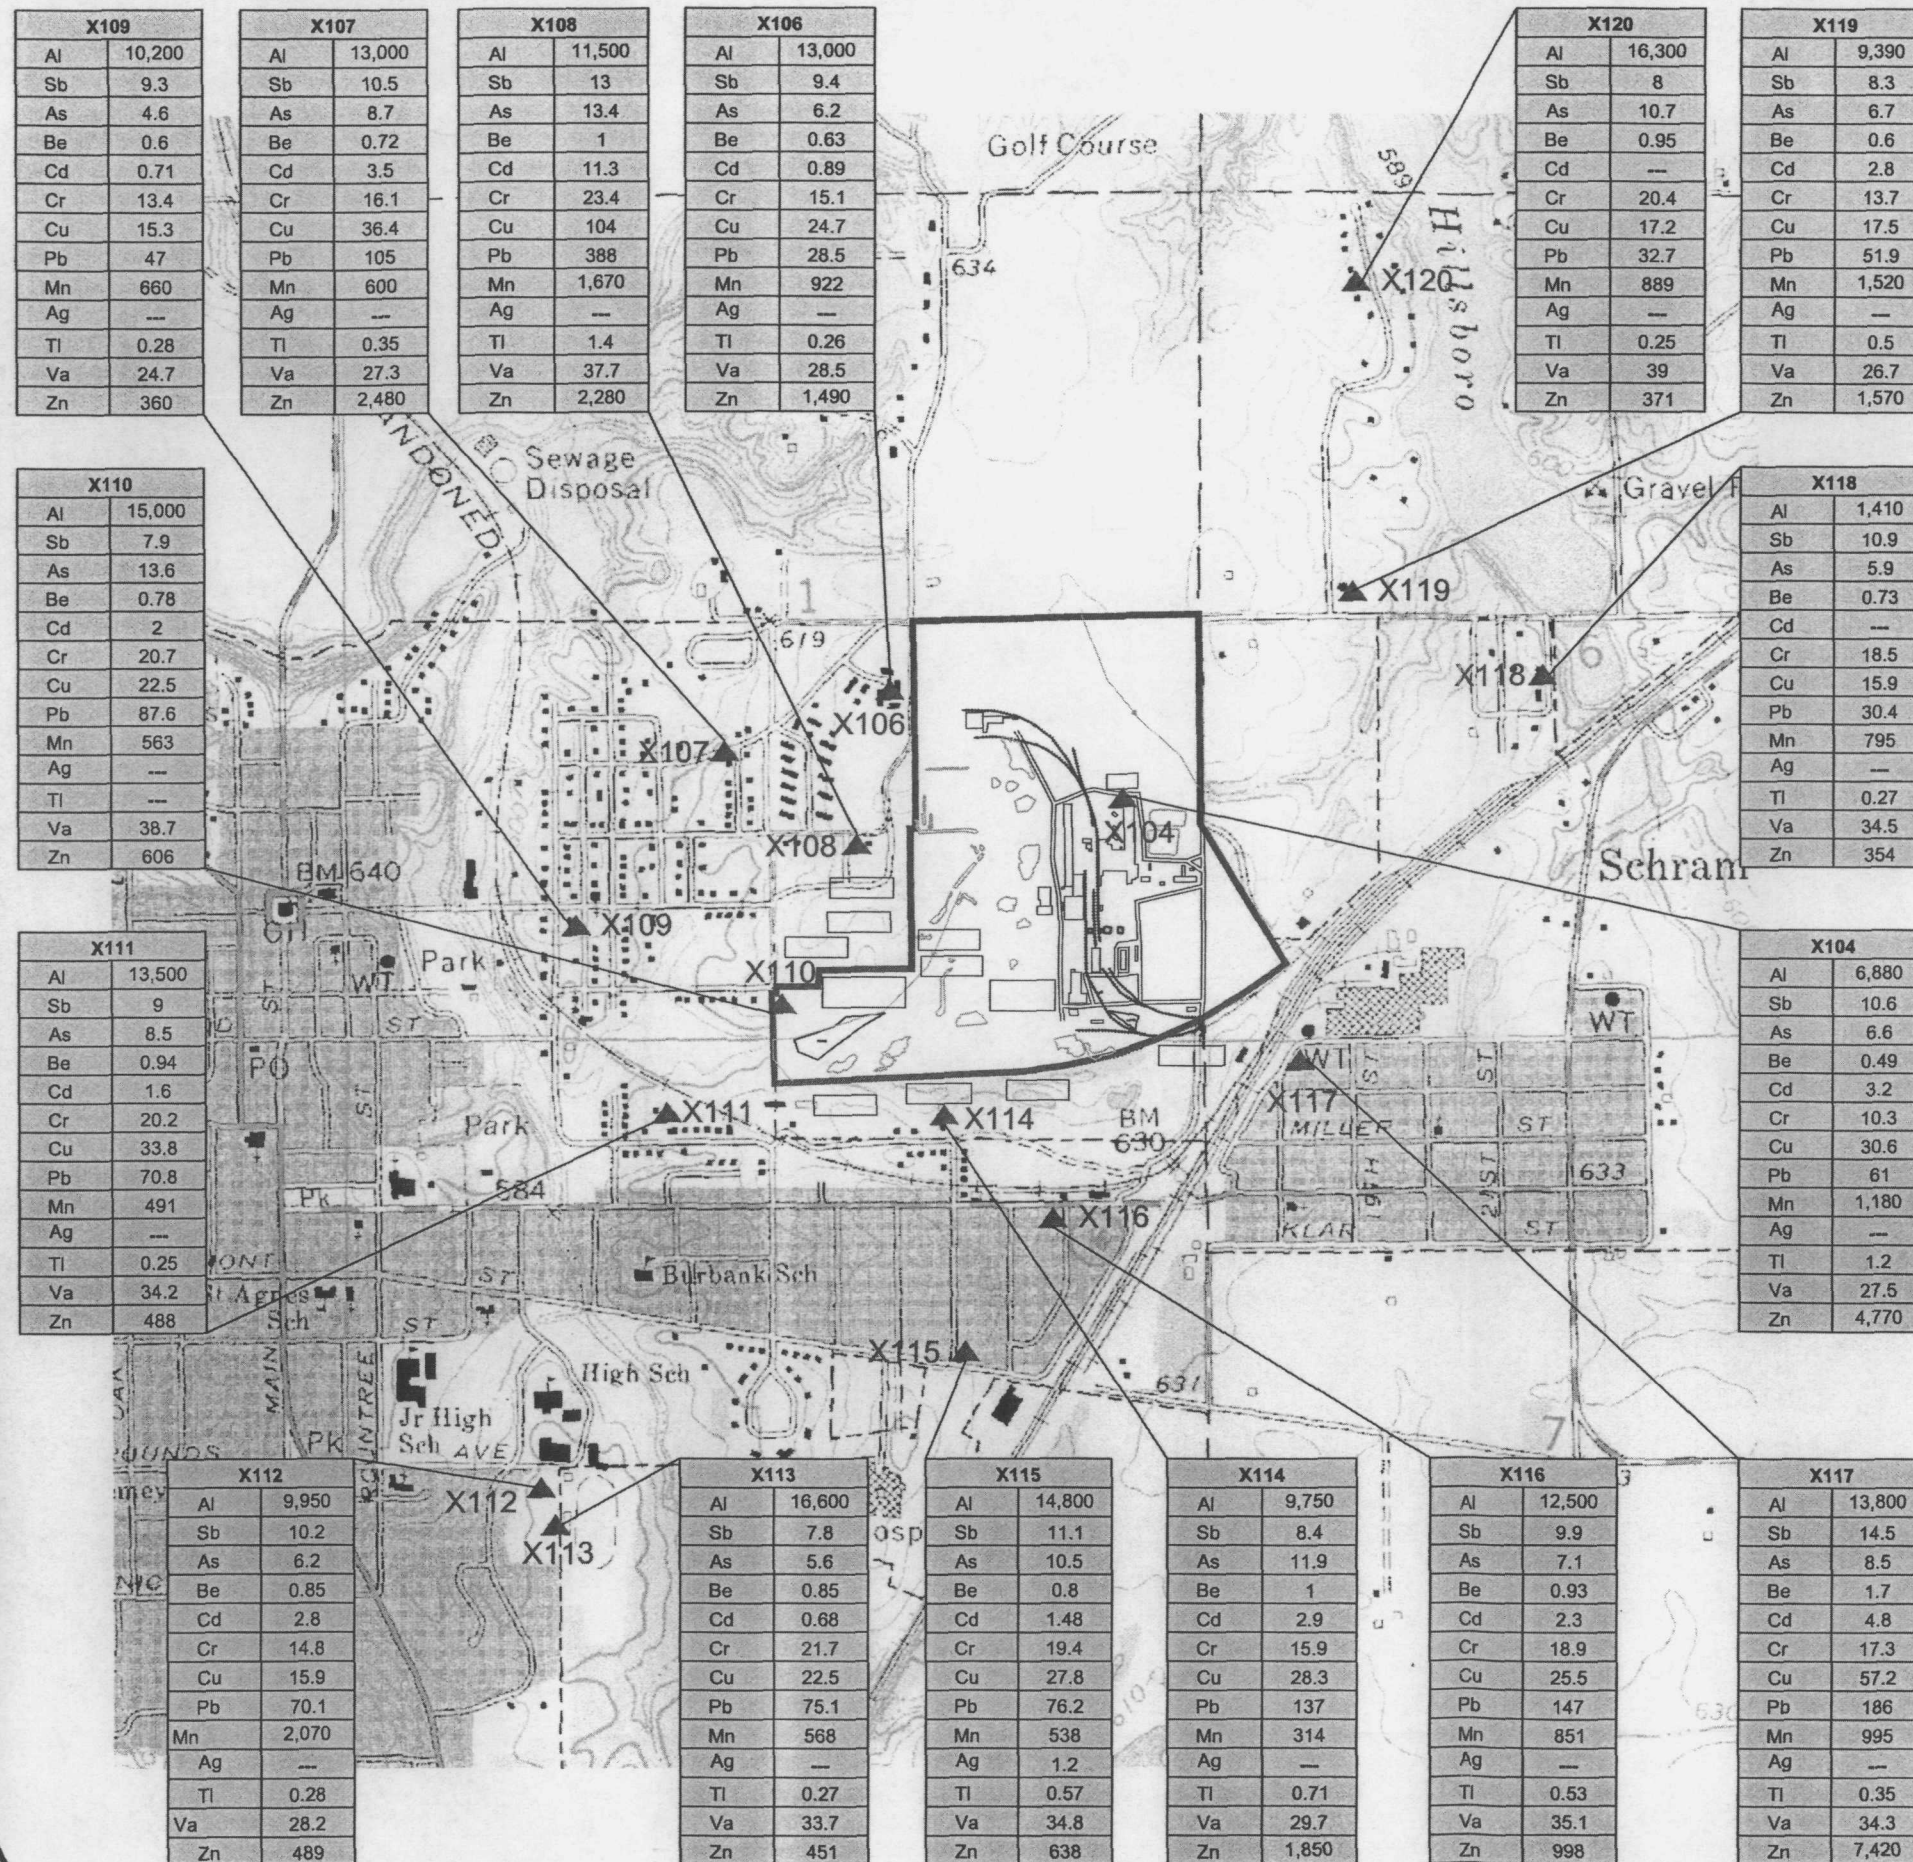 X109
Al 10,200
Sb 9.3
As 4.6
Be 0.6
Cd 0.71
Cr 13.4
Cu 15.3
Pb 47
Mn 660
Ag ---
Tl 0.28
Va 24.7
Zn 360
X107
Al 13,000
Sb 10.5
As 8.7
Be 0.72
Cd 3.5
Cr 16.1
Cu 36.4
Pb 105
Mn 600
Ag ---
Tl 0.35
Va 27.3
Zn 2,480
X108
Al 11,500
Sb 13
As 13.4
Be 1
Cd 11.3
Cr 23.4
Cu 104
Pb 388
Mn 1,670
Ag ---
Tl 1.4
Va 37.7
Zn 2,280
X106
Al 13,000
Sb 9.4
As 6.2
Be 0.63
Cd 0.89
Cr 15.1
Cu 24.7
Pb 28.5
Mn 922
Ag ---
Tl 0.26
Va 28.5
Zn 1,490
X120
Al 16,300
Sb 8
As 10.7
Be 0.95
Cd ---
Cr 20.4
Cu 17.2
Pb 32.7
Mn 889
Ag ---
Tl 0.25
Va 39
Zn 371
X119
Al 9,390
Sb 8.3
As 6.7
Be 0.6
Cd 2.8
Cr 13.7
Cu 17.5
Pb 51.9
Mn 1,520
Ag ---
Tl 0.5
Va 26.7
Zn 1,570
Golf Course
589
Hillsboro
634
X120
ANDONED
Sewage
Disposal
Gravel
X110
Al 15,000
Sb 7.9
As 13.6
Be 0.78
Cd 2
Cr 20.7
Cu 22.5
Pb 87.6
Mn 563
Ag ---
Tl ---
Va 38.7
Zn 606
X118
Al 1,410
Sb 10.9
As 5.9
Be 0.73
Cd ---
Cr 18.5
Cu 15.9
Pb 30.4
Mn 795
Ag ---
Tl 0.27
Va 34.5
Zn 354
600
1
619
X119
6
X118
X106
X107
X104
X108
BM 640
Schram
X109
Park
WT
X110
ST
ST
PO
WT
X111
Al 13,500
Sb 9
As 8.5
Be 0.94
Cd 1.6
Cr 20.2
Cu 33.8
Pb 70.8
Mn 491
Ag ---
Tl 0.25
Va 34.2
Zn 488
X104
Al 6,880
Sb 10.6
As 6.6
Be 0.49
Cd 3.2
Cr 10.3
Cu 30.6
Pb 61
Mn 1,180
Ag ---
Tl 1.2
Va 27.5
Zn 4,770
WT
ST
ST
X117
ST
Park
X111
X114
BM
630
MILLER ST
19TH
21ST
633
Pk
584
X116
KLAR ST
ONT
ST
Burbank Sch
St Agnes
Sch
ST
X115
High Sch
631
OAK
MAIN
ROUNTREE
Jr High
Sch AVE
OUNDS
Pk
7
X112
X113
osp
NIC
630
X112
Al 9,950
Sb 10.2
As 6.2
Be 0.85
Cd 2.8
Cr 14.8
Cu 15.9
Pb 70.1
Mn 2,070
Ag ---
Tl 0.28
Va 28.2
Zn 489
X113
Al 16,600
Sb 7.8
As 5.6
Be 0.85
Cd 0.68
Cr 21.7
Cu 22.5
Pb 75.1
Mn 568
Ag ---
Tl 0.27
Va 33.7
Zn 451
X115
Al 14,800
Sb 11.1
As 10.5
Be 0.8
Cd 1.48
Cr 19.4
Cu 27.8
Pb 76.2
Mn 538
Ag 1.2
Tl 0.57
Va 34.8
Zn 638
X114
Al 9,750
Sb 8.4
As 11.9
Be 1
Cd 2.9
Cr 15.9
Cu 28.3
Pb 137
Mn 314
Ag ---
Tl 0.71
Va 29.7
Zn 1,850
X116
Al 12,500
Sb 9.9
As 7.1
Be 0.93
Cd 2.3
Cr 18.9
Cu 25.5
Pb 147
Mn 851
Ag ---
Tl 0.53
Va 35.1
Zn 998
X117
Al 13,800
Sb 14.5
As 8.5
Be 1.7
Cd 4.8
Cr 17.3
Cu 57.2
Pb 186
Mn 995
Ag ---
Tl 0.35
Va 34.3
Zn 7,420